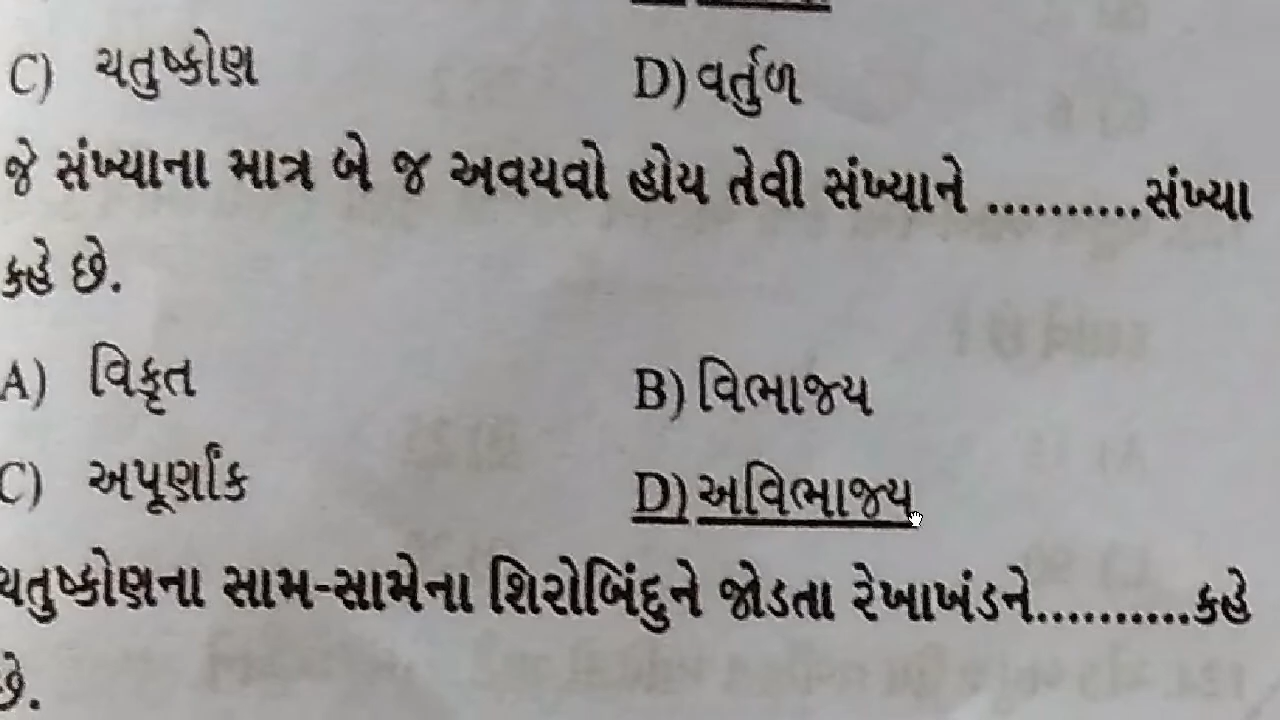 C) ચતુષ્કોણ D) વર્તુળ
જે સંખ્યાના માત્ર બે જ અવયવો હોય તેવી સંખ્યાને ..........સંખ્યા
કહે છે.
A) વિકૃત B) વિભાજ્ય
C) અપૂર્ણાંક D) અવિભાજ્ય
ચતુષ્કોણના સામ-સામેના શિરોબિંદુને જોડતા રેખાખંડને..........કહે
છે.